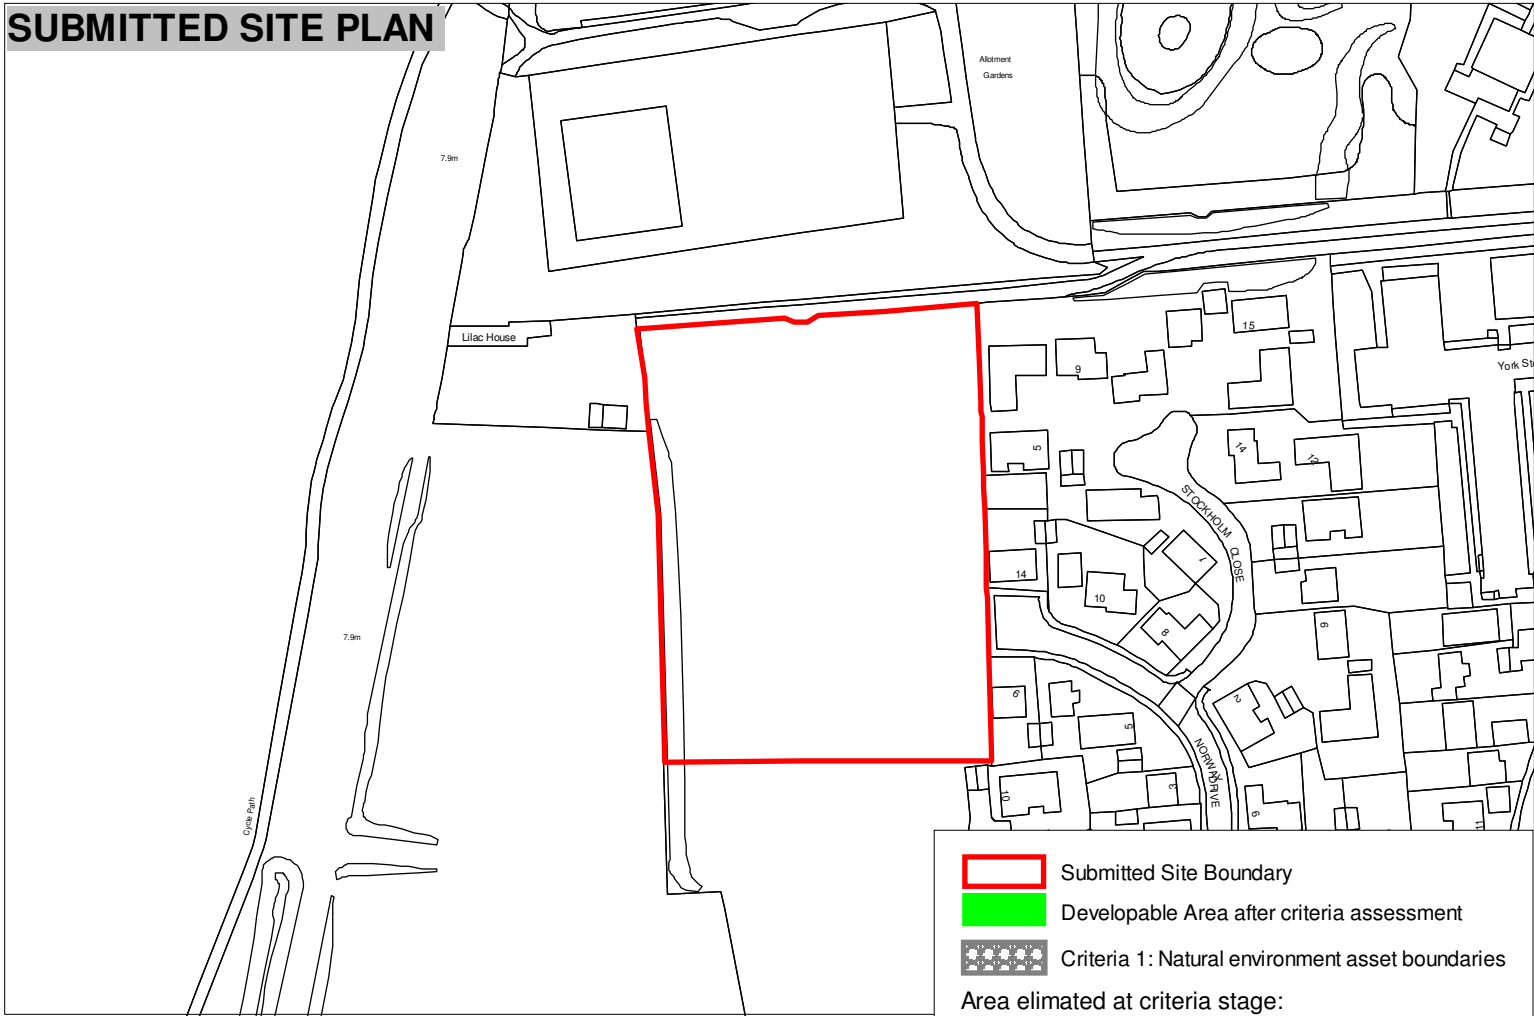 SUBMITTED SITE PLAN
Allotment
Gardens
7.9m
Lilac House
15
9
York St
5
14
12
STOCKHOLM CLOSE
1
14
10
8
6
7.9m
6
2
5
NORWAY DRIVE
10
3
6
11
Cycle Path
Submitted Site Boundary
Developable Area after criteria assessment
Criteria 1: Natural environment asset boundaries
Area elimated at criteria stage: